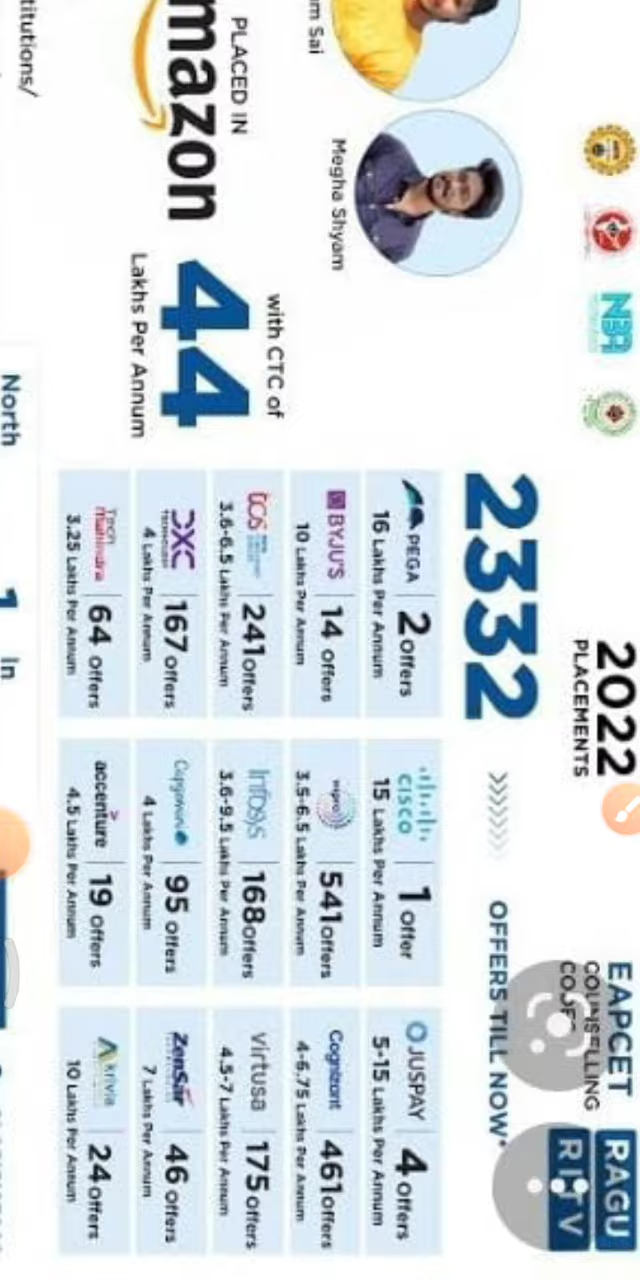 NBA
2022
PLACEMENTS
EAPCET
COUNSELLING
RAGU
m Sai
Megha Shyam
PLACED IN
mazon
with CTC of
44
Lakhs Per Annum
2332
OFFERS TILL NOW*
PEGA 2 offers
16 Lakhs Per Annum
CISCO 1 Offer
15 Lakhs Per Annum
JUSPAY 4 Offers
5-15 Lakhs Per Annum
BYJU'S 14 offers
10 Lakhs Per Annum
wipro 541 offers
3.5-6.5 Lakhs Per Annum
Cognizant 461 offers
4-6.75 Lakhs Per Annum
tcs 241 offers
3.6-6.5 Lakhs Per Annum
Infosys 168 offers
3.6-9.5 Lakhs Per Annum
virtusa 175 offers
4.5-7 Lakhs Per Annum
DXC TECHNOLOGY 167 offers
4 Lakhs Per Annum
Capgemini 95 offers
4 Lakhs Per Annum
Zensar 46 offers
7 Lakhs Per Annum
Tech Mahindra 64 offers
3.25 Lakhs Per Annum
accenture 19 Offers
4.5 Lakhs Per Annum
krivia 24 offers
10 Lakhs Per Annum
titutions/
North
1
In